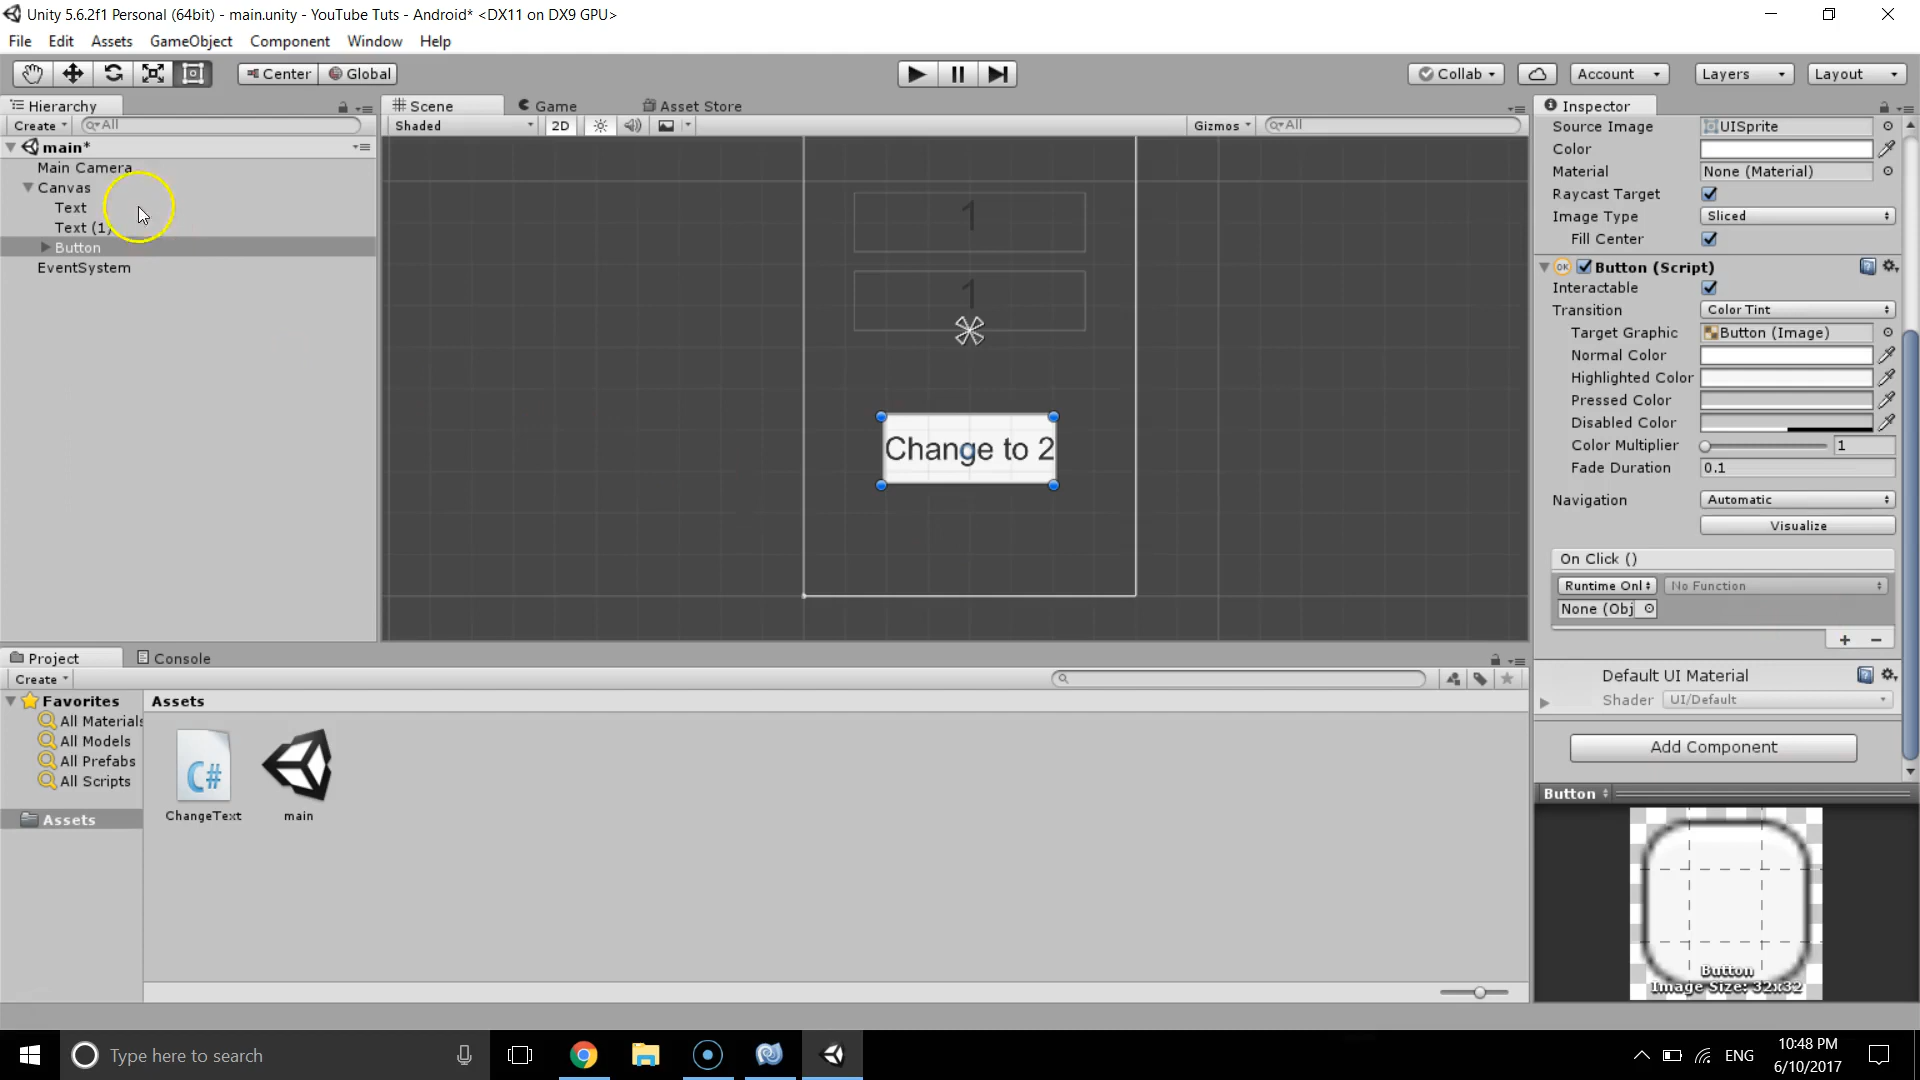 Unity 5.6.2f1 Personal (64bit) - main.unity - YouTube Tuts - Android* <DX11 on DX9 GPU>
File Edit Assets GameObject Component Window Help
Center Global Collab Account Layers Layout
Hierarchy
Create All
main*
Main Camera
Canvas
Text
Text (1)
Button
EventSystem
Scene Game Asset Store
Shaded 2D Gizmos All
1
1
Change to 2
Inspector
Source Image UISprite
Color
Material None (Material)
Raycast Target
Image Type Sliced
Fill Center
OK Button (Script)
Interactable
Transition Color Tint
Target Graphic Button (Image)
Normal Color
Highlighted Color
Pressed Color
Disabled Color
Color Multiplier 1
Fade Duration 0.1
Navigation Automatic
Visualize
On Click ()
Runtime Onl No Function
None (Obj
+ −
Default UI Material
Shader UI/Default
Add Component
Button
Button
Image Size: 32x32
Project Console
Create
Favorites
All Materials
All Models
All Prefabs
All Scripts
Assets
Assets
C#
ChangeText main
Type here to search
ENG
10:48 PM
6/10/2017